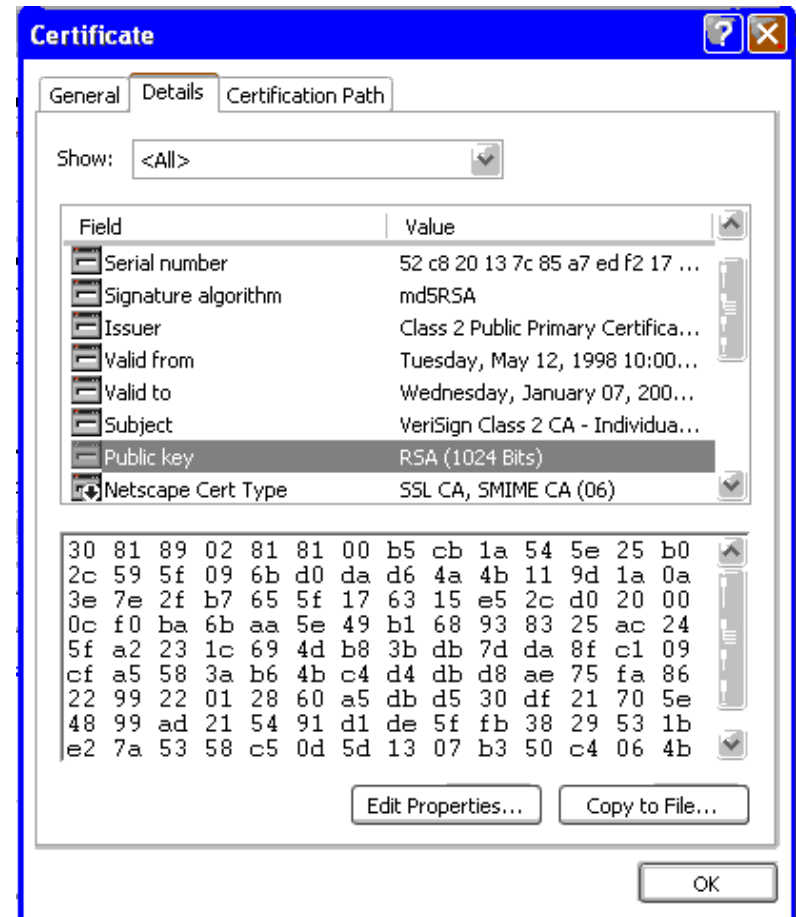 Certificate
General Details Certification Path
Show: <All>
Field Value
Serial number 52 c8 20 13 7c 85 a7 ed f2 17 ...
Signature algorithm md5RSA
Issuer Class 2 Public Primary Certifica...
Valid from Tuesday, May 12, 1998 10:00...
Valid to Wednesday, January 07, 200...
Subject VeriSign Class 2 CA - Individua...
Public key RSA (1024 Bits)
Netscape Cert Type SSL CA, SMIME CA (06)
30 81 89 02 81 81 00 b5 cb 1a 54 5e 25 b0
2c 59 5f 09 6b d0 da d6 4a 4b 11 9d 1a 0a
3e 7e 2f b7 65 5f 17 63 15 e5 2c d0 20 00
0c f0 ba 6b aa 5e 49 b1 68 93 83 25 ac 24
5f a2 23 1c 69 4d b8 3b db 7d da 8f c1 09
cf a5 58 3a b6 4b c4 d4 db d8 ae 75 fa 86
22 99 22 01 28 60 a5 db d5 30 df 21 70 5e
48 99 ad 21 54 91 d1 de 5f fb 38 29 53 1b
e2 7a 53 58 c5 0d 5d 13 07 b3 50 c4 06 4b
Edit Properties... Copy to File...
OK